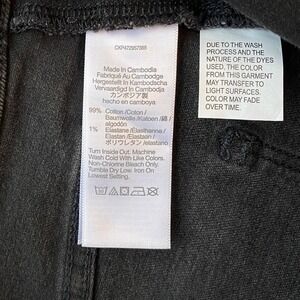 Made In Cambodia
Fabriqué Au Cambodge
Hergestellt In Kambodscha
Vervaardigd In Cambodja
カンボジア製
hecho en camboya
99% Cotton /Coton /
Baumwolle /Katoen /綿 /
algodón
1% Elastane /Élasthanne /
Elastan /Elastaan /
ポリウレタン /elastano
Turn Inside Out. Machine
Wash Cold With Like Colors.
Non-Chlorine Bleach Only.
Tumble Dry Low. Iron On
Lowest Setting.
DUE TO THE WASH
PROCESS AND THE
NATURE OF THE DYES
USED, THE COLOR
FROM THIS GARMENT
MAY TRANSFER TO
LIGHT SURFACES.
COLOR MAY FADE
OVER TIME.